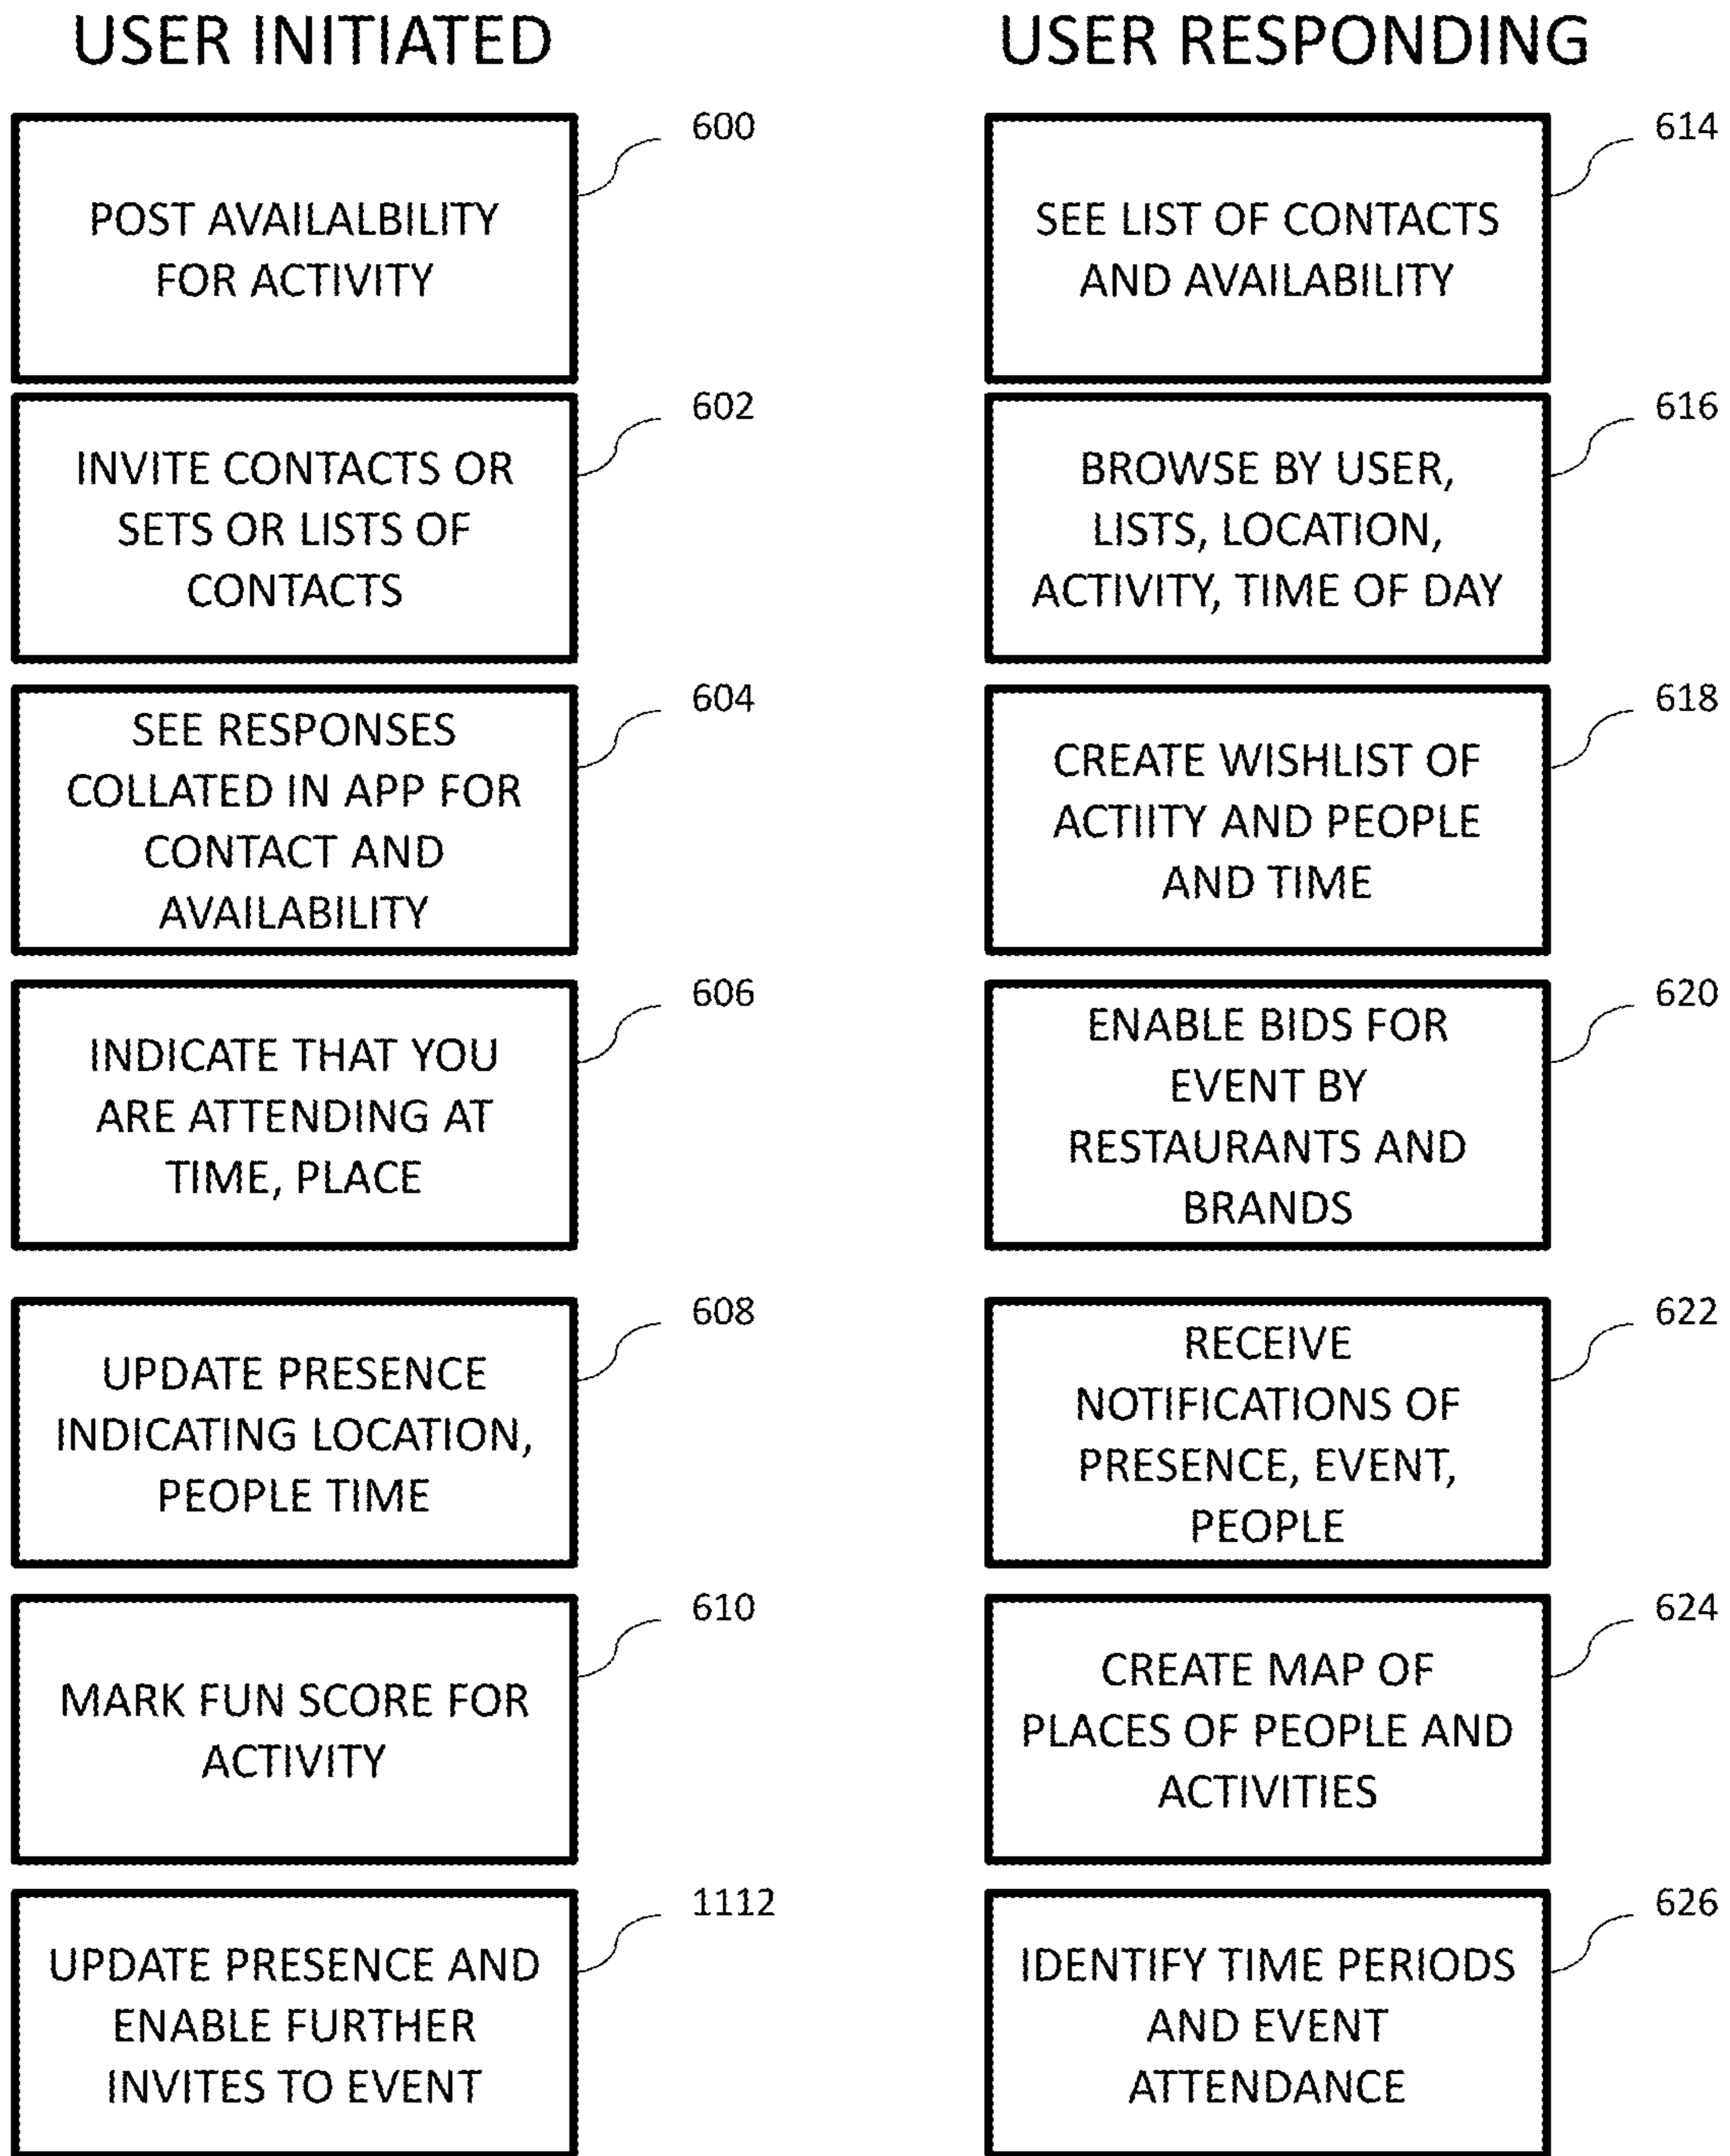 USER INITIATED
POST AVAILALBILITY
FOR ACTIVITY
600
INVITE CONTACTS OR
SETS OR LISTS OF
CONTACTS
602
SEE RESPONSES
COLLATED IN APP FOR
CONTACT AND
AVAILABILITY
604
INDICATE THAT YOU
ARE ATTENDING AT
TIME, PLACE
606
UPDATE PRESENCE
INDICATING LOCATION,
PEOPLE TIME
608
MARK FUN SCORE FOR
ACTIVITY
610
UPDATE PRESENCE AND
ENABLE FURTHER
INVITES TO EVENT
1112
USER RESPONDING
SEE LIST OF CONTACTS
AND AVAILABILITY
614
BROWSE BY USER,
LISTS, LOCATION,
ACTIVITY, TIME OF DAY
616
CREATE WISHLIST OF
ACTIITY AND PEOPLE
AND TIME
618
ENABLE BIDS FOR
EVENT BY
RESTAURANTS AND
BRANDS
620
RECEIVE
NOTIFICATIONS OF
PRESENCE, EVENT,
PEOPLE
622
CREATE MAP OF
PLACES OF PEOPLE AND
ACTIVITIES
624
IDENTIFY TIME PERIODS
AND EVENT
ATTENDANCE
626